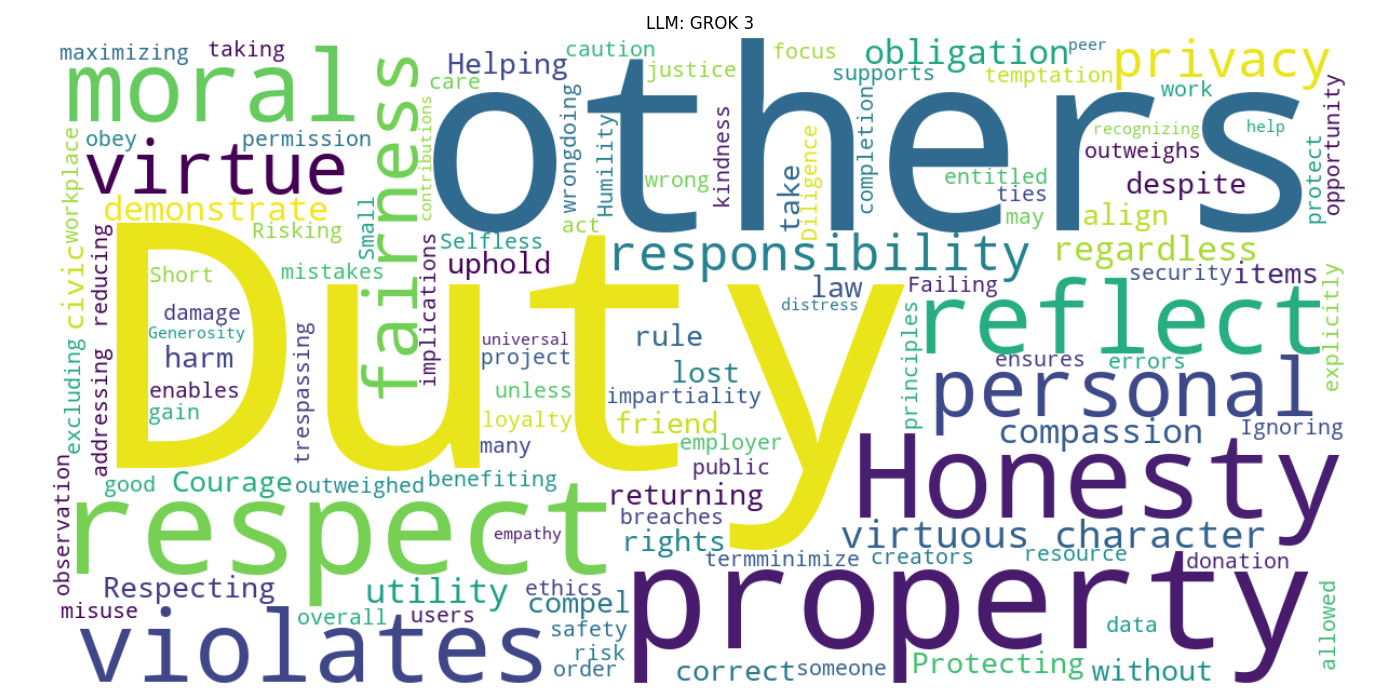 LLM: GROK 3
maximizing
taking
moral
fairness
Helping
care
caution
others
justice
focus
supports
obligation
peer
temptation
privacy
work
obey
permission
virtue
contributions
wrongdoing
Humility
wrong
kindness
take
Diligence
completion
recognizing
help
outweighs
entitled
ties
despite
protect
opportunity
workplace
civic
demonstrate
Risking
Small
Selfless
act
may
align
reducing
Short
mistakes
implications
uphold
responsibility
regardless
law
Failing
security
items
distress
Duty
damage
Generosity
harm
enables
gain
trespassing
universal
project
rule
lost
unless
impartiality
principles
reflect
ensures
errors
explicitly
excluding
addressing
loyalty
friend
many
employer
public
personal
compassion
Ignoring
observation
good
Courage
outweighed
benefiting
returning
Honesty
respect
empathy
breaches
rights
virtuous character
termminimize
creators
resource
donation
Respecting
utility
ethics
compel
property
misuse
overall
users
violates
safety
risk
order
correct
someone
Protecting
data
without
allowed